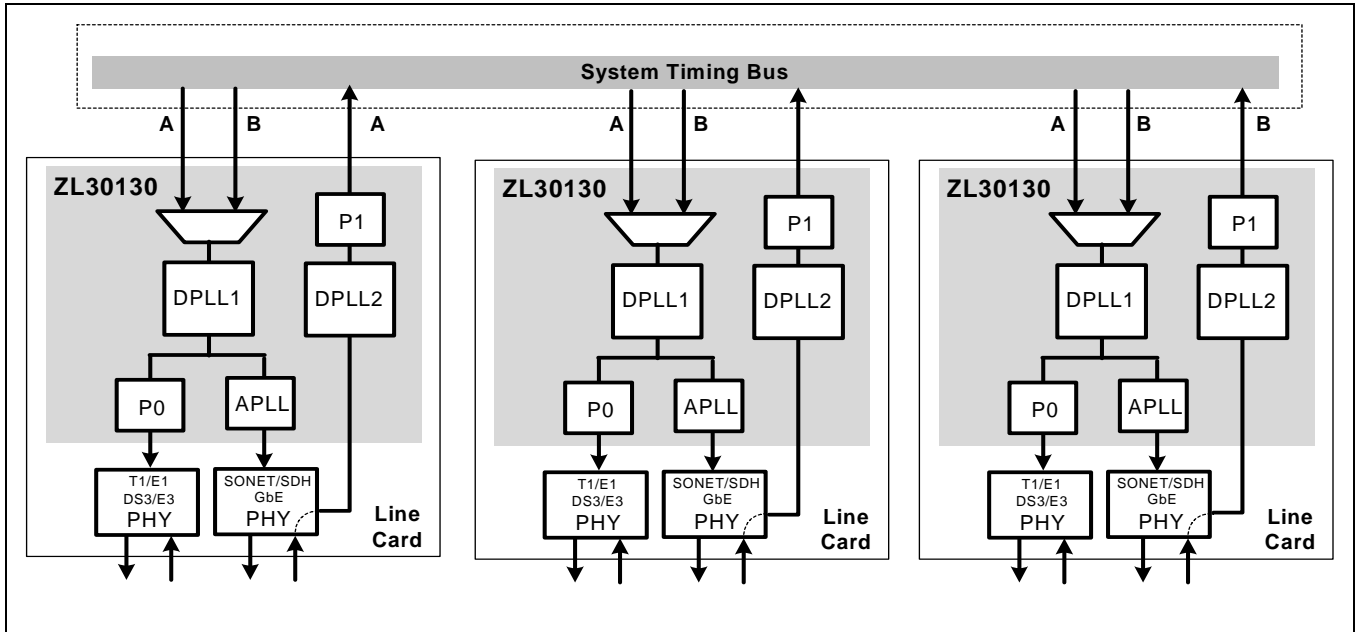 System Timing Bus
A B A
A B
A B B
ZL30130
P1
DPLL1
DPLL2
P0
APLL
T1/E1
DS3/E3
PHY
SONET/SDH
GbE
PHY
Line
Card
ZL30130
P1
DPLL1
DPLL2
P0
APLL
T1/E1
DS3/E3
PHY
SONET/SDH
GbE
PHY
Line
Card
ZL30130
P1
DPLL1
DPLL2
P0
APLL
T1/E1
DS3/E3
PHY
SONET/SDH
GbE
PHY
Line
Card